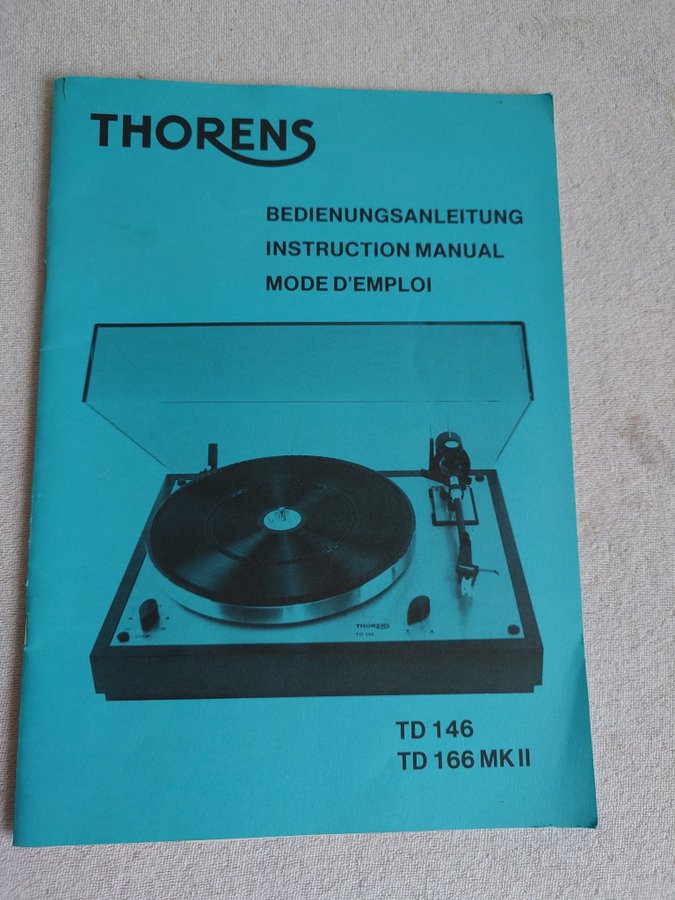 THORENS
BEDIENUNGSANLEITUNG
INSTRUCTION MANUAL
MODE D'EMPLOI
THORENS
TD 146
TD 166 MK II